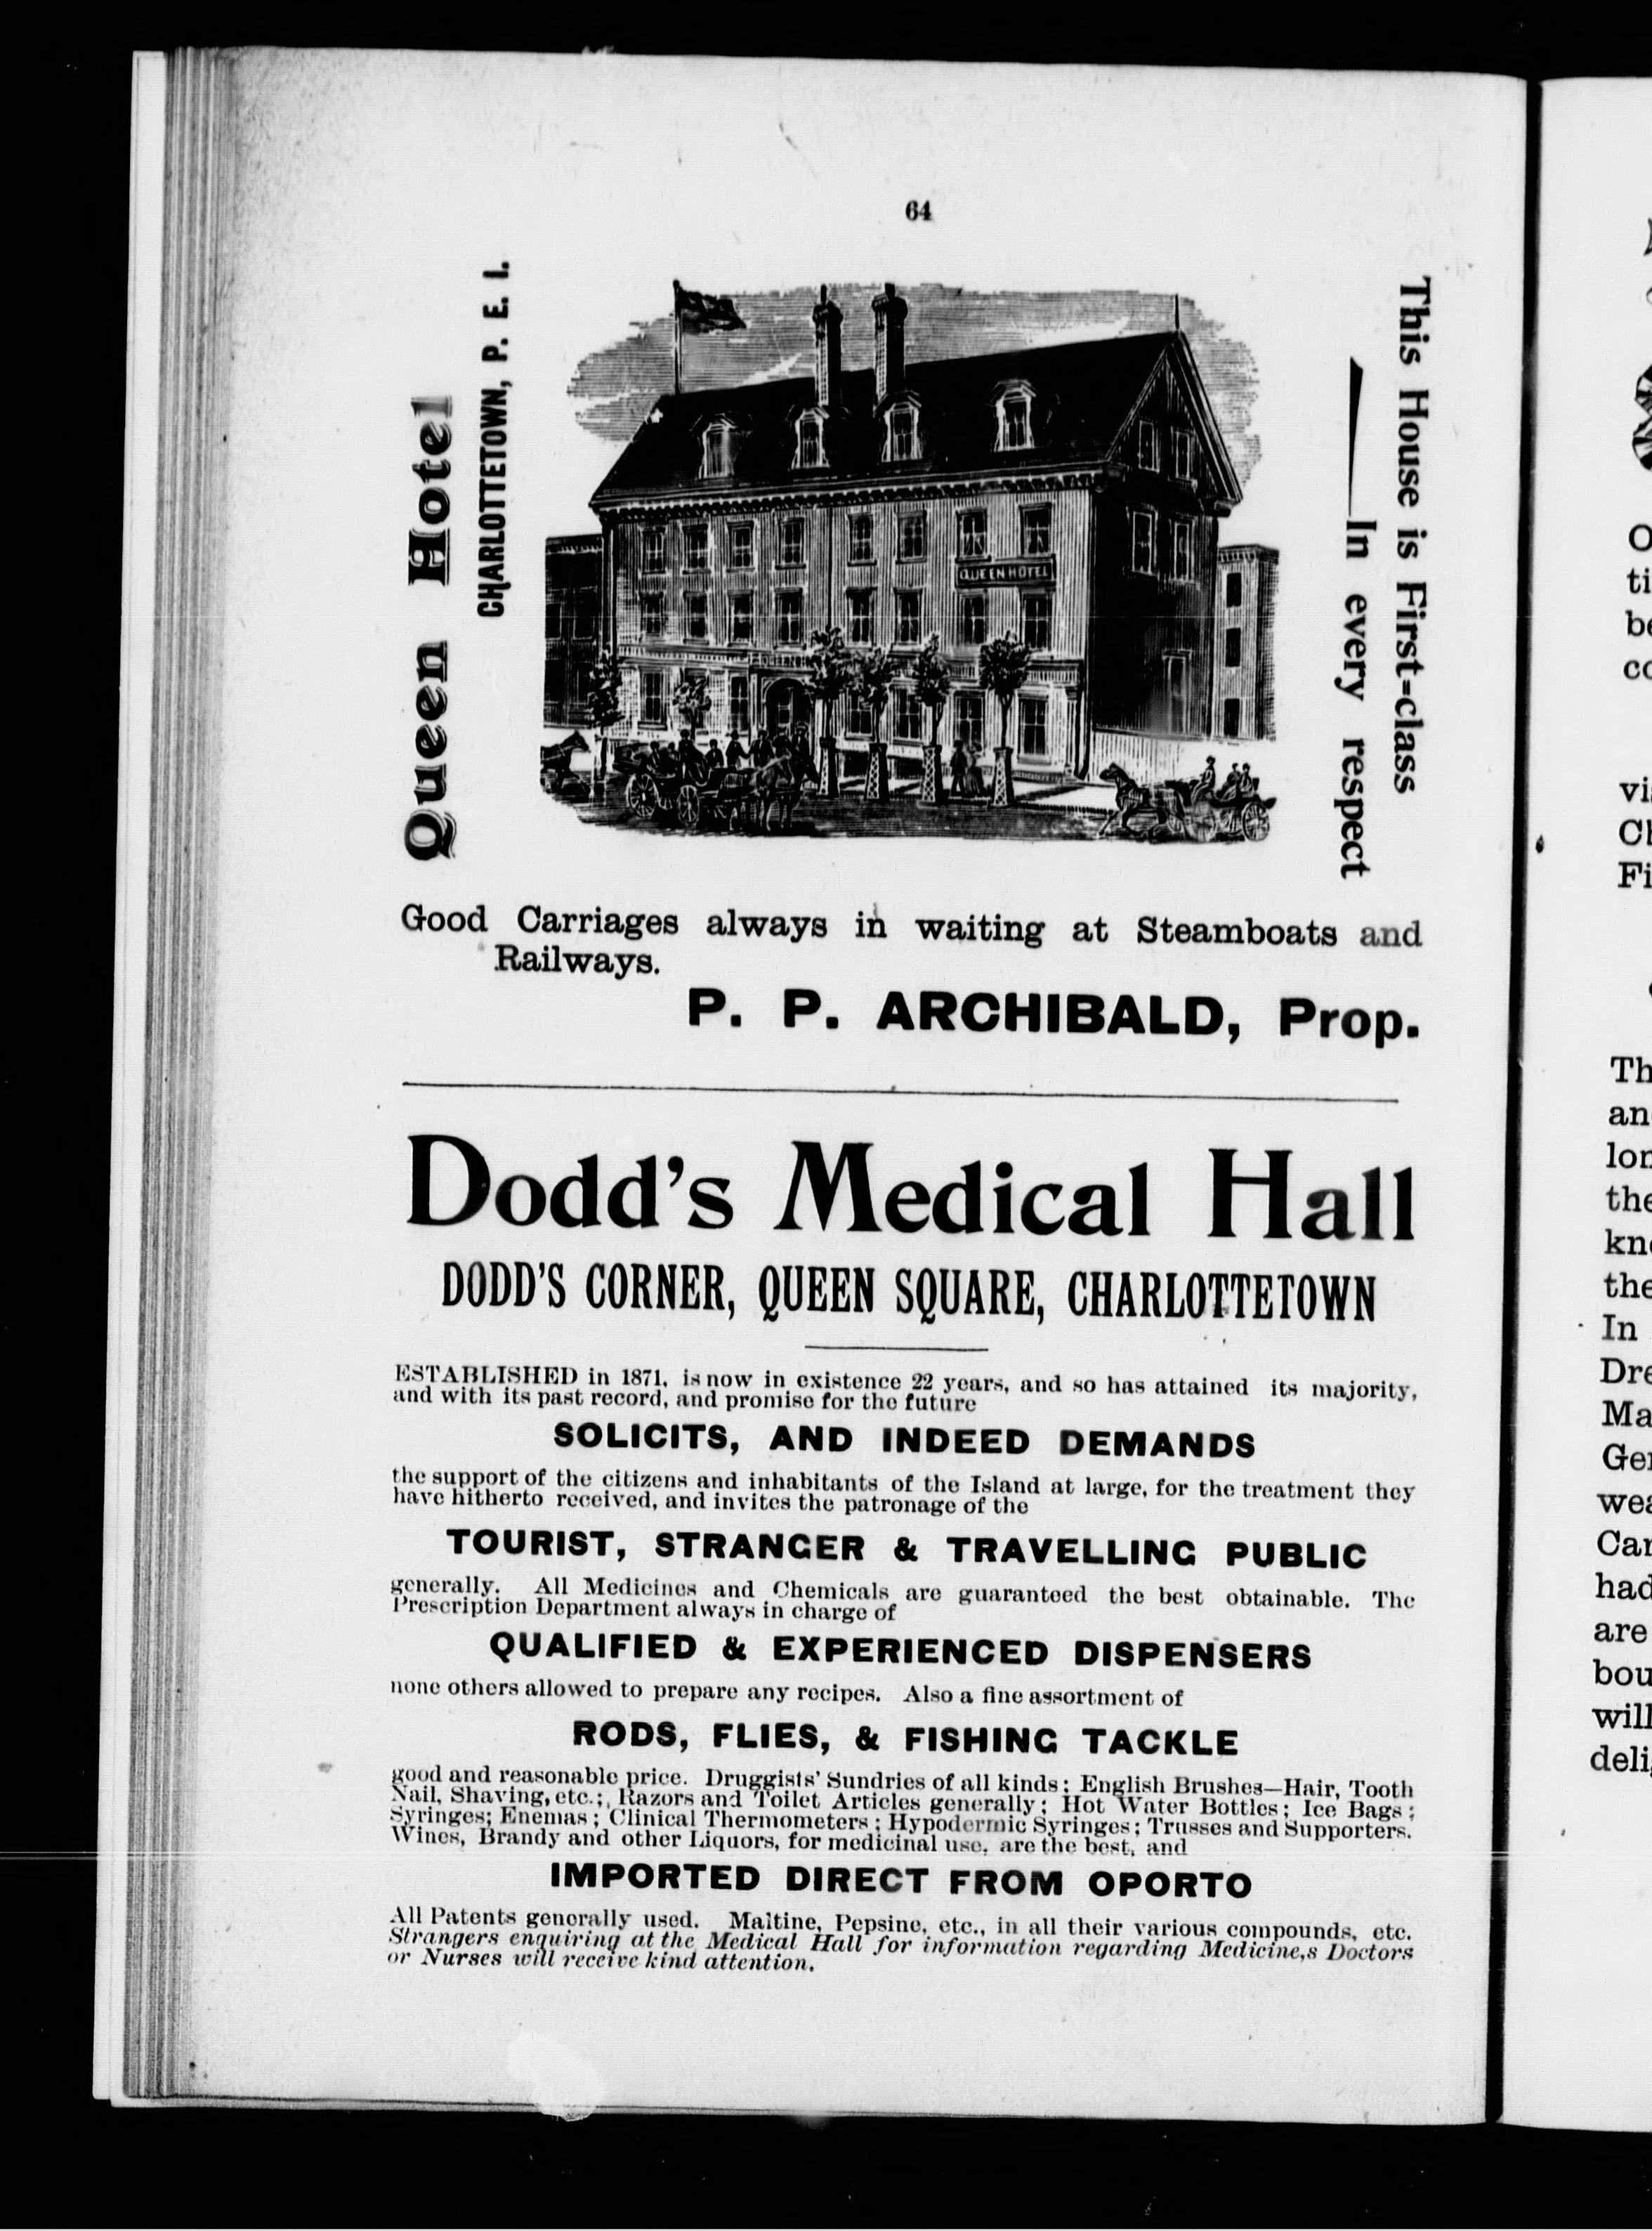 64
Queen Hotel
CHARLOTTETOWN, P. E. I.
QUEEN HOTEL
This House is First-class
In every respect
Good Carriages always in waiting at Steamboats and
Railways.
P. P. ARCHIBALD, Prop.
Dodd's Medical Hall
DODD'S CORNER, QUEEN SQUARE, CHARLOTTETOWN
ESTABLISHED in 1871, is now in existence 22 years, and so has attained its majority,
and with its past record, and promise for the future
SOLICITS, AND INDEED DEMANDS
the support of the citizens and inhabitants of the Island at large, for the treatment they
have hitherto received, and invites the patronage of the
TOURIST, STRANGER & TRAVELLING PUBLIC
generally. All Medicines and Chemicals are guaranteed the best obtainable. The
Prescription Department always in charge of
QUALIFIED & EXPERIENCED DISPENSERS
none others allowed to prepare any recipes. Also a fine assortment of
RODS, FLIES, & FISHING TACKLE
good and reasonable price. Druggists' Sundries of all kinds; English Brushes—Hair, Tooth
Nail, Shaving, etc.; Razors and Toilet Articles generally; Hot Water Bottles; Ice Bags;
Syringes; Enemas; Clinical Thermometers; Hypodermic Syringes; Trusses and Supporters.
Wines, Brandy and other Liquors, for medicinal use, are the best, and
IMPORTED DIRECT FROM OPORTO
All Patents generally used. Maltine, Pepsine, etc., in all their various compounds, etc.
Strangers enquiring at the Medical Hall for information regarding Medicine,s Doctors
or Nurses will receive kind attention.